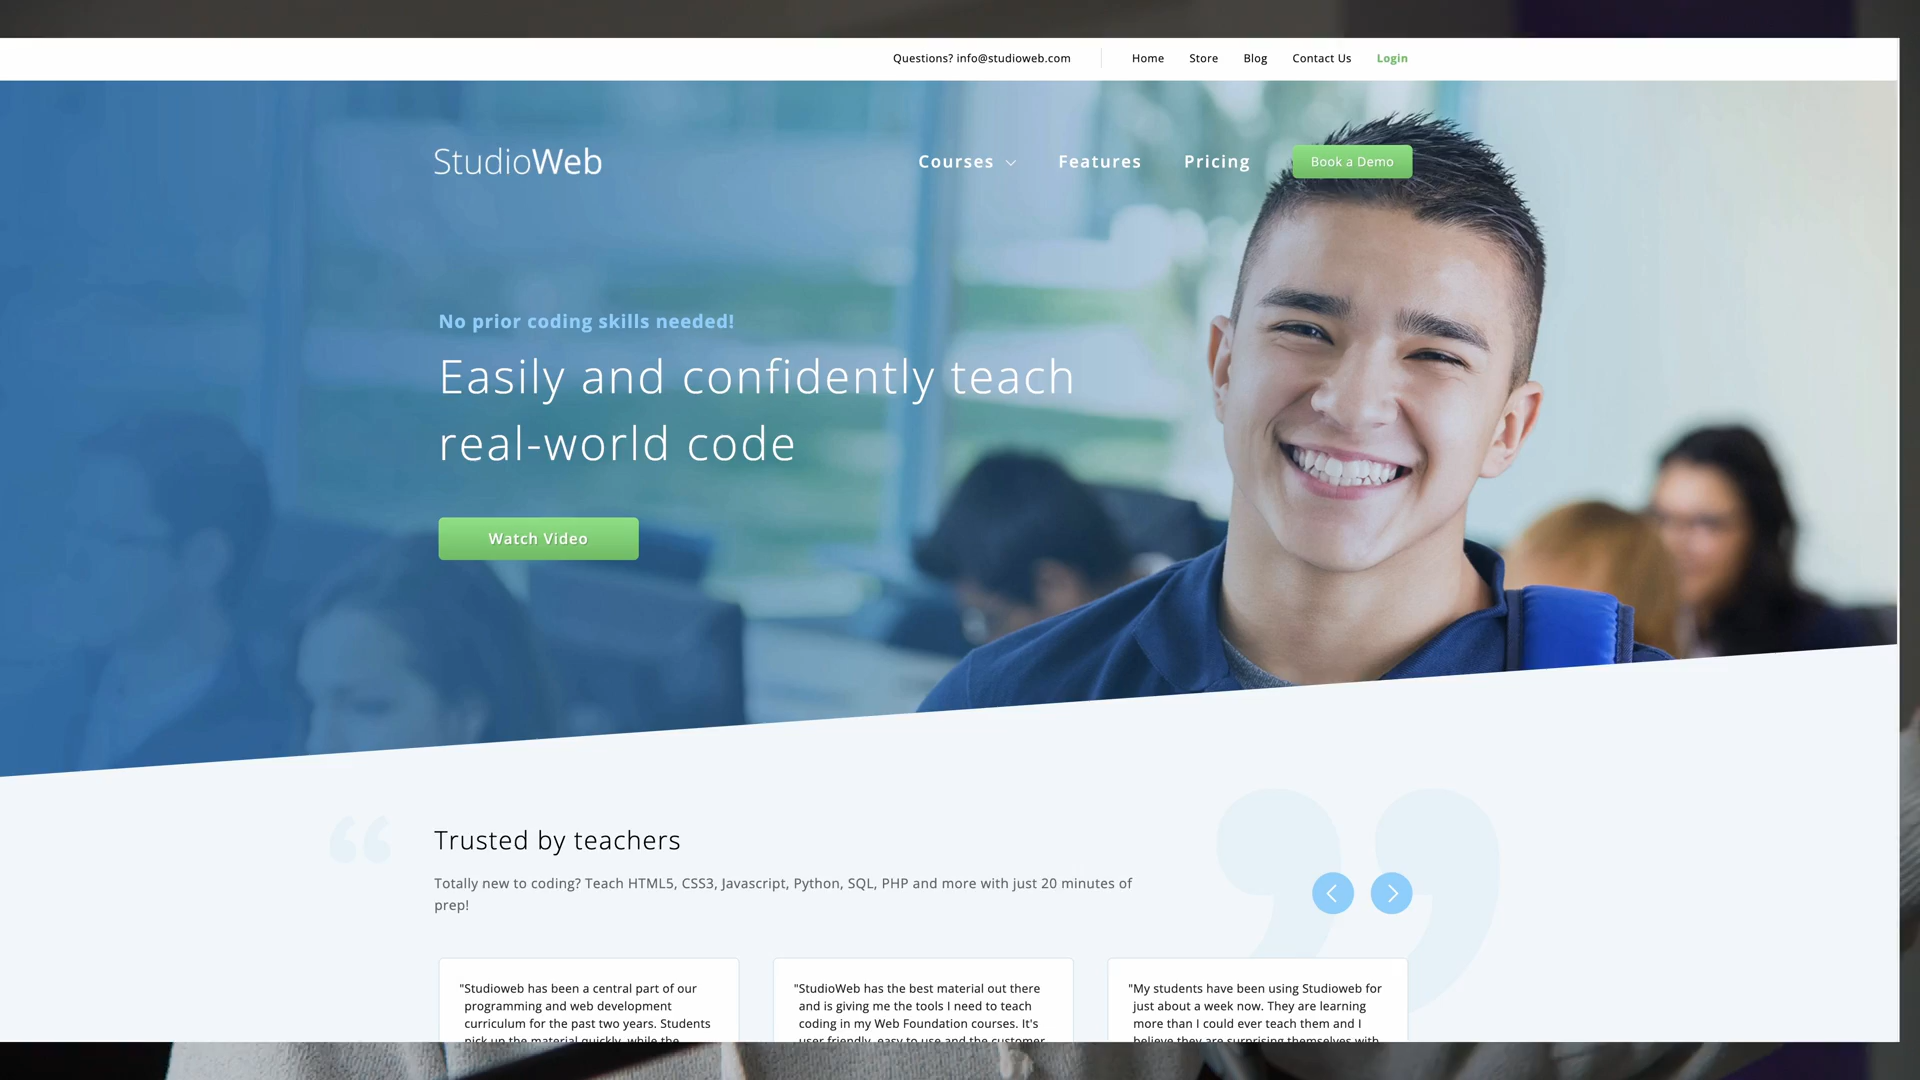 Questions? info@studioweb.com
Home
Store
Blog
Contact Us
Login
StudioWeb
Courses
Features
Pricing
Book a Demo
No prior coding skills needed!
Easily and confidently teach
real-world code
Watch Video
Trusted by teachers
Totally new to coding? Teach HTML5, CSS3, Javascript, Python, SQL, PHP and more with just 20 minutes of
prep!
"Studioweb has been a central part of our
programming and web development
curriculum for the past two years. Students
pick up the material quickly, while the
"StudioWeb has the best material out there
and is giving me the tools I need to teach
coding in my Web Foundation courses. It's
user friendly, easy to use and the customer
"My students have been using Studioweb for
just about a week now. They are learning
more than I could ever teach them and I
believe they are surprising themselves with